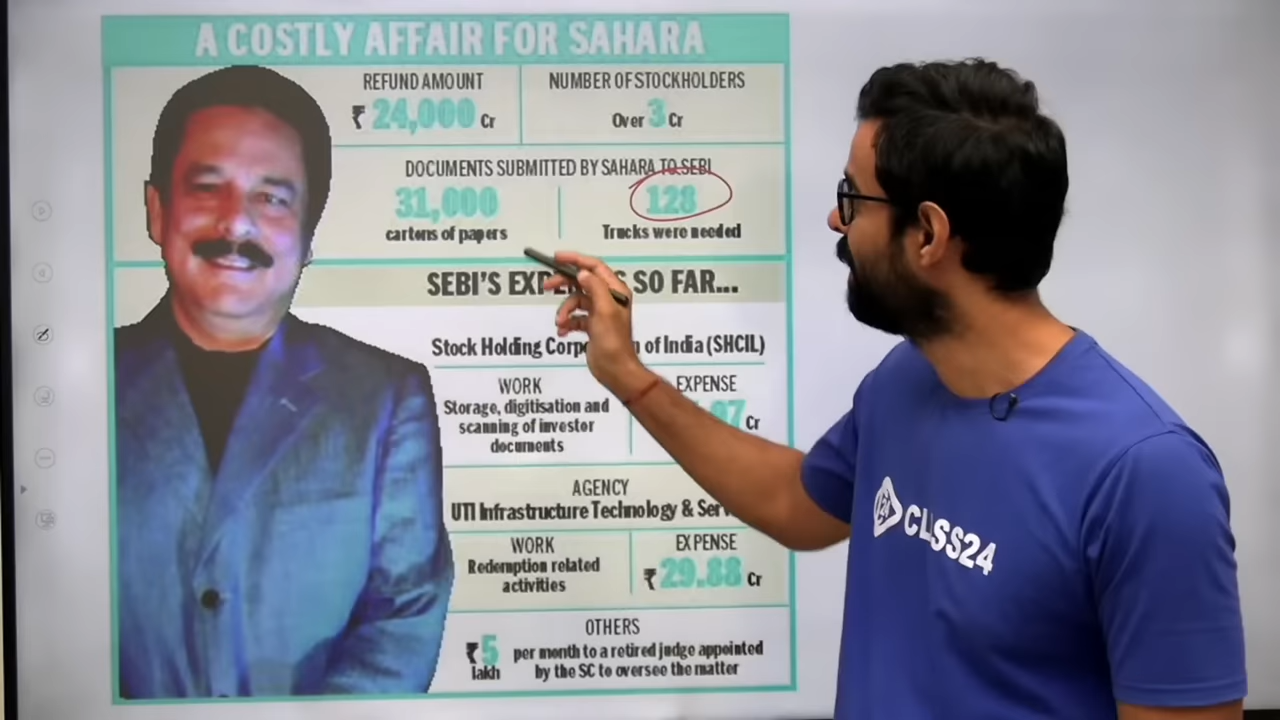 A COSTLY AFFAIR FOR SAHARA
REFUND AMOUNT
₹ 24,000 Cr
NUMBER OF STOCKHOLDERS
Over 3 Cr
DOCUMENTS SUBMITTED BY SAHARA TO SEBI
31,000
cartons of papers
128
Trucks were needed
SEBI'S SO FAR...
Stock Holding of India (SHCIL)
WORK
Storage, digitisation and
scanning of investor
documents
EXPENSE
Cr
AGENCY
UTI Infrastructure Technology &
WORK
Redemption related
activities
EXPENSE
₹ 29.88 Cr
OTHERS
₹5
lakh
per month to a retired judge appointed
by the SC to oversee the matter
24
CLASS24